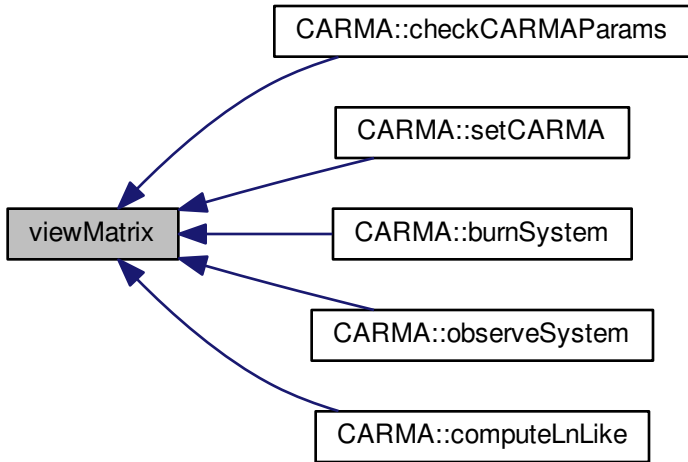 CARMA::checkCARMAParams
CARMA::setCARMA
viewMatrix
CARMA::burnSystem
CARMA::observeSystem
CARMA::computeLnLike